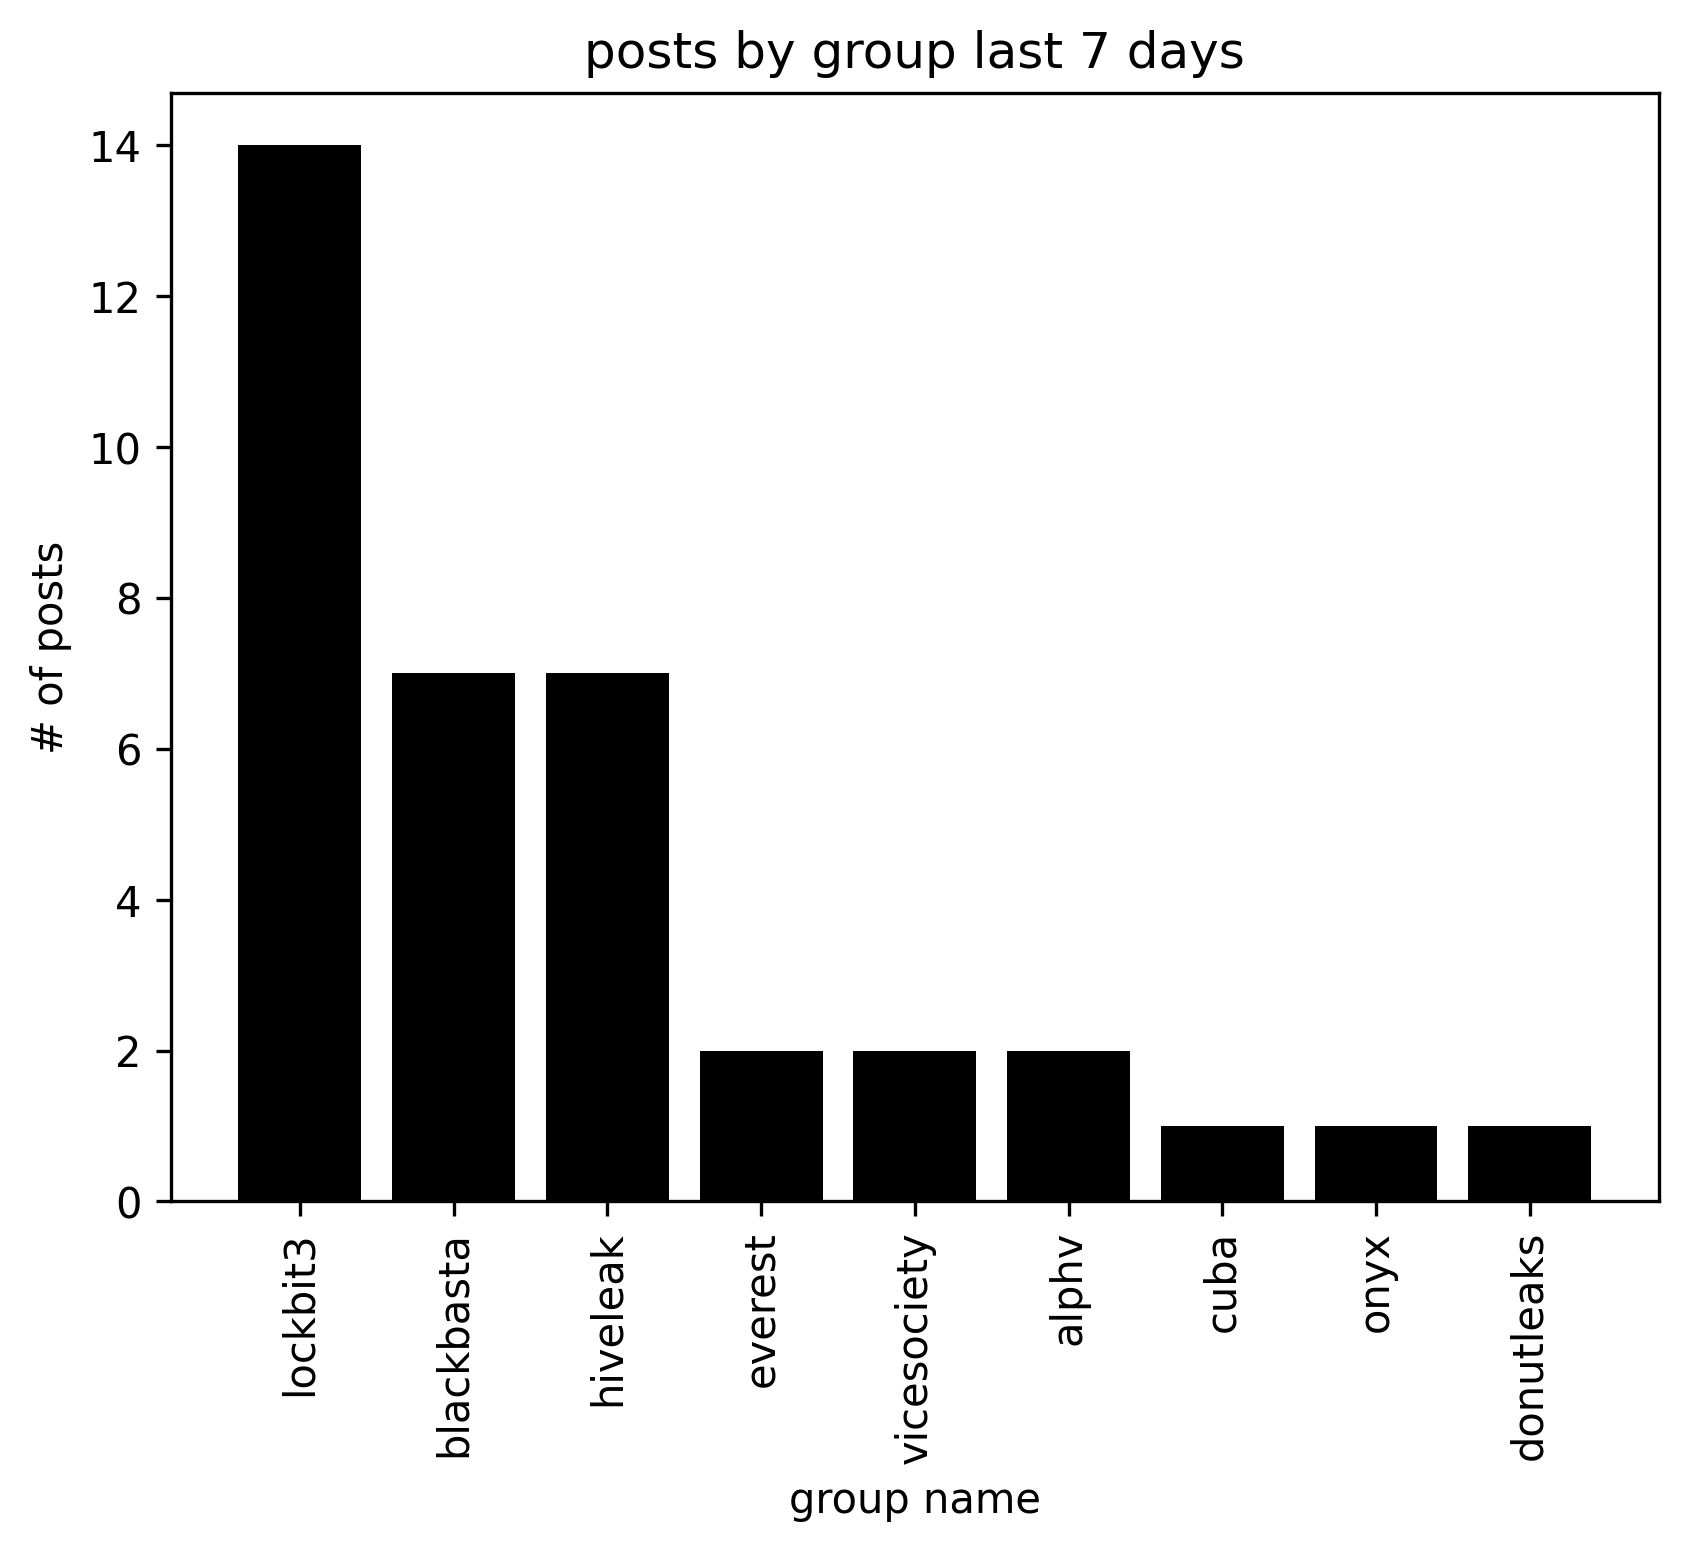 posts by group last 7 days
# of posts
14
12
10
8
6
4
2
0
lockbit3
blackbasta
hiveleak
everest
vicesociety
alphv
cuba
onyx
donutleaks
group name